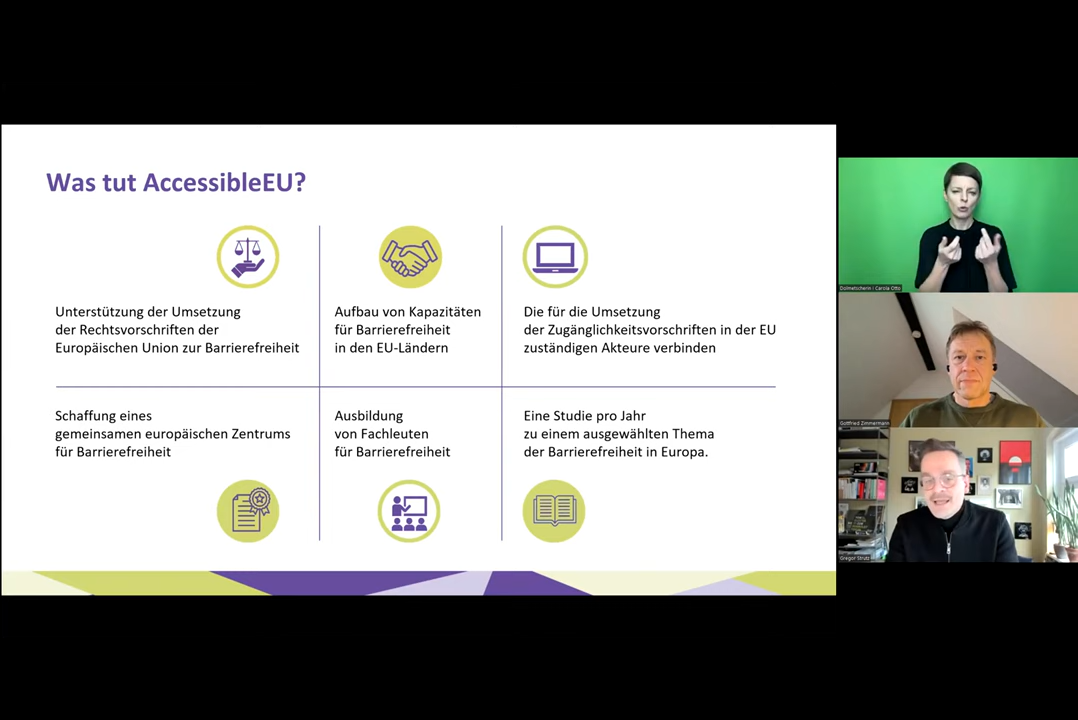 Was tut AccessibleEU?
Unterstützung der Umsetzung
der Rechtsvorschriften der
Europäischen Union zur Barrierefreiheit
Aufbau von Kapazitäten
für Barrierefreiheit
in den EU-Ländern
Die für die Umsetzung
der Zugänglichkeitsvorschriften in der EU
zuständigen Akteure verbinden
Schaffung eines
gemeinsamen europäischen Zentrums
für Barrierefreiheit
Ausbildung
von Fachleuten
für Barrierefreiheit
Eine Studie pro Jahr
zu einem ausgewählten Thema
der Barrierefreiheit in Europa.
Dolmetscherin | Carola Otto
Gottfried Zimmermann
Gregor Strutz